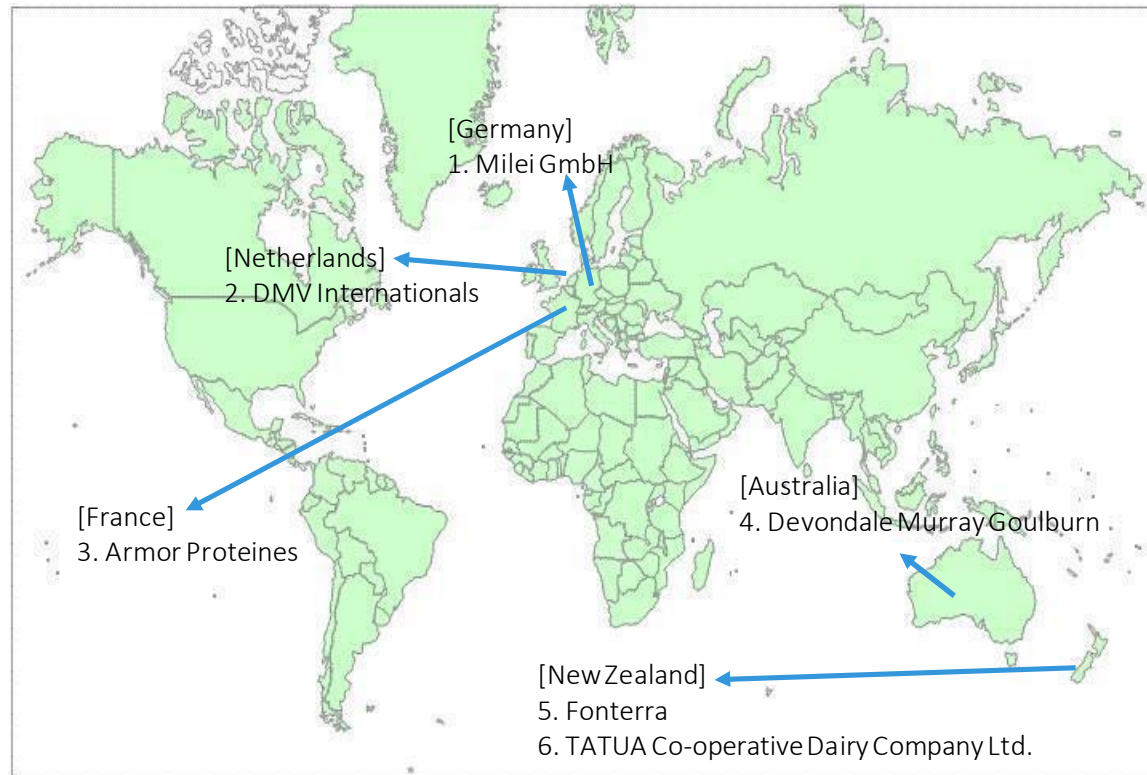 [Germany]
1. Milei GmbH
[Netherlands]
2. DMV Internationals
[France]
3. Armor Proteines
[Australia]
4. Devondale Murray Goulburn
[New Zealand]
5. Fonterra
6. TATUA Co-operative Dairy Company Ltd.